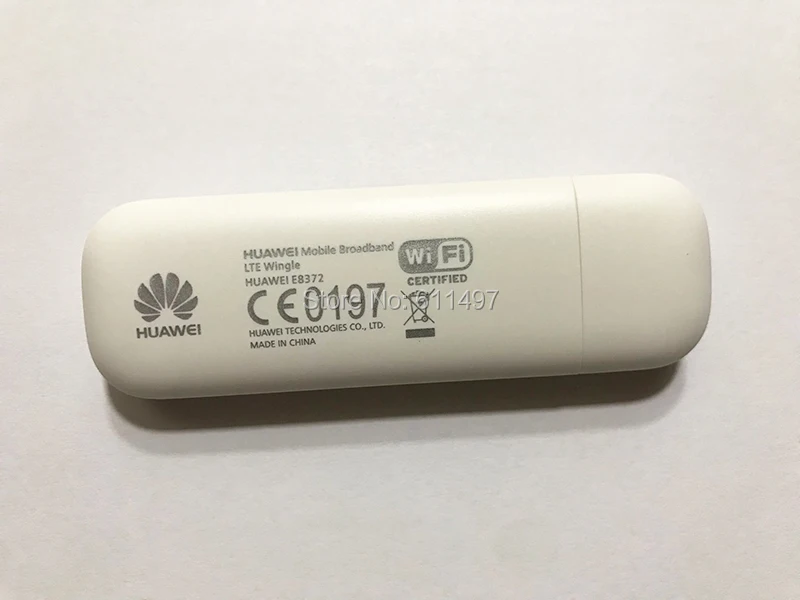 HUAWEI
HUAWEI Mobile Broadband
LTE Wingle
HUAWEI E8372
CE0197
HUAWEI TECHNOLOGIES CO., LTD.
MADE IN CHINA
WiFi
CERTIFIED
Store No: 611497